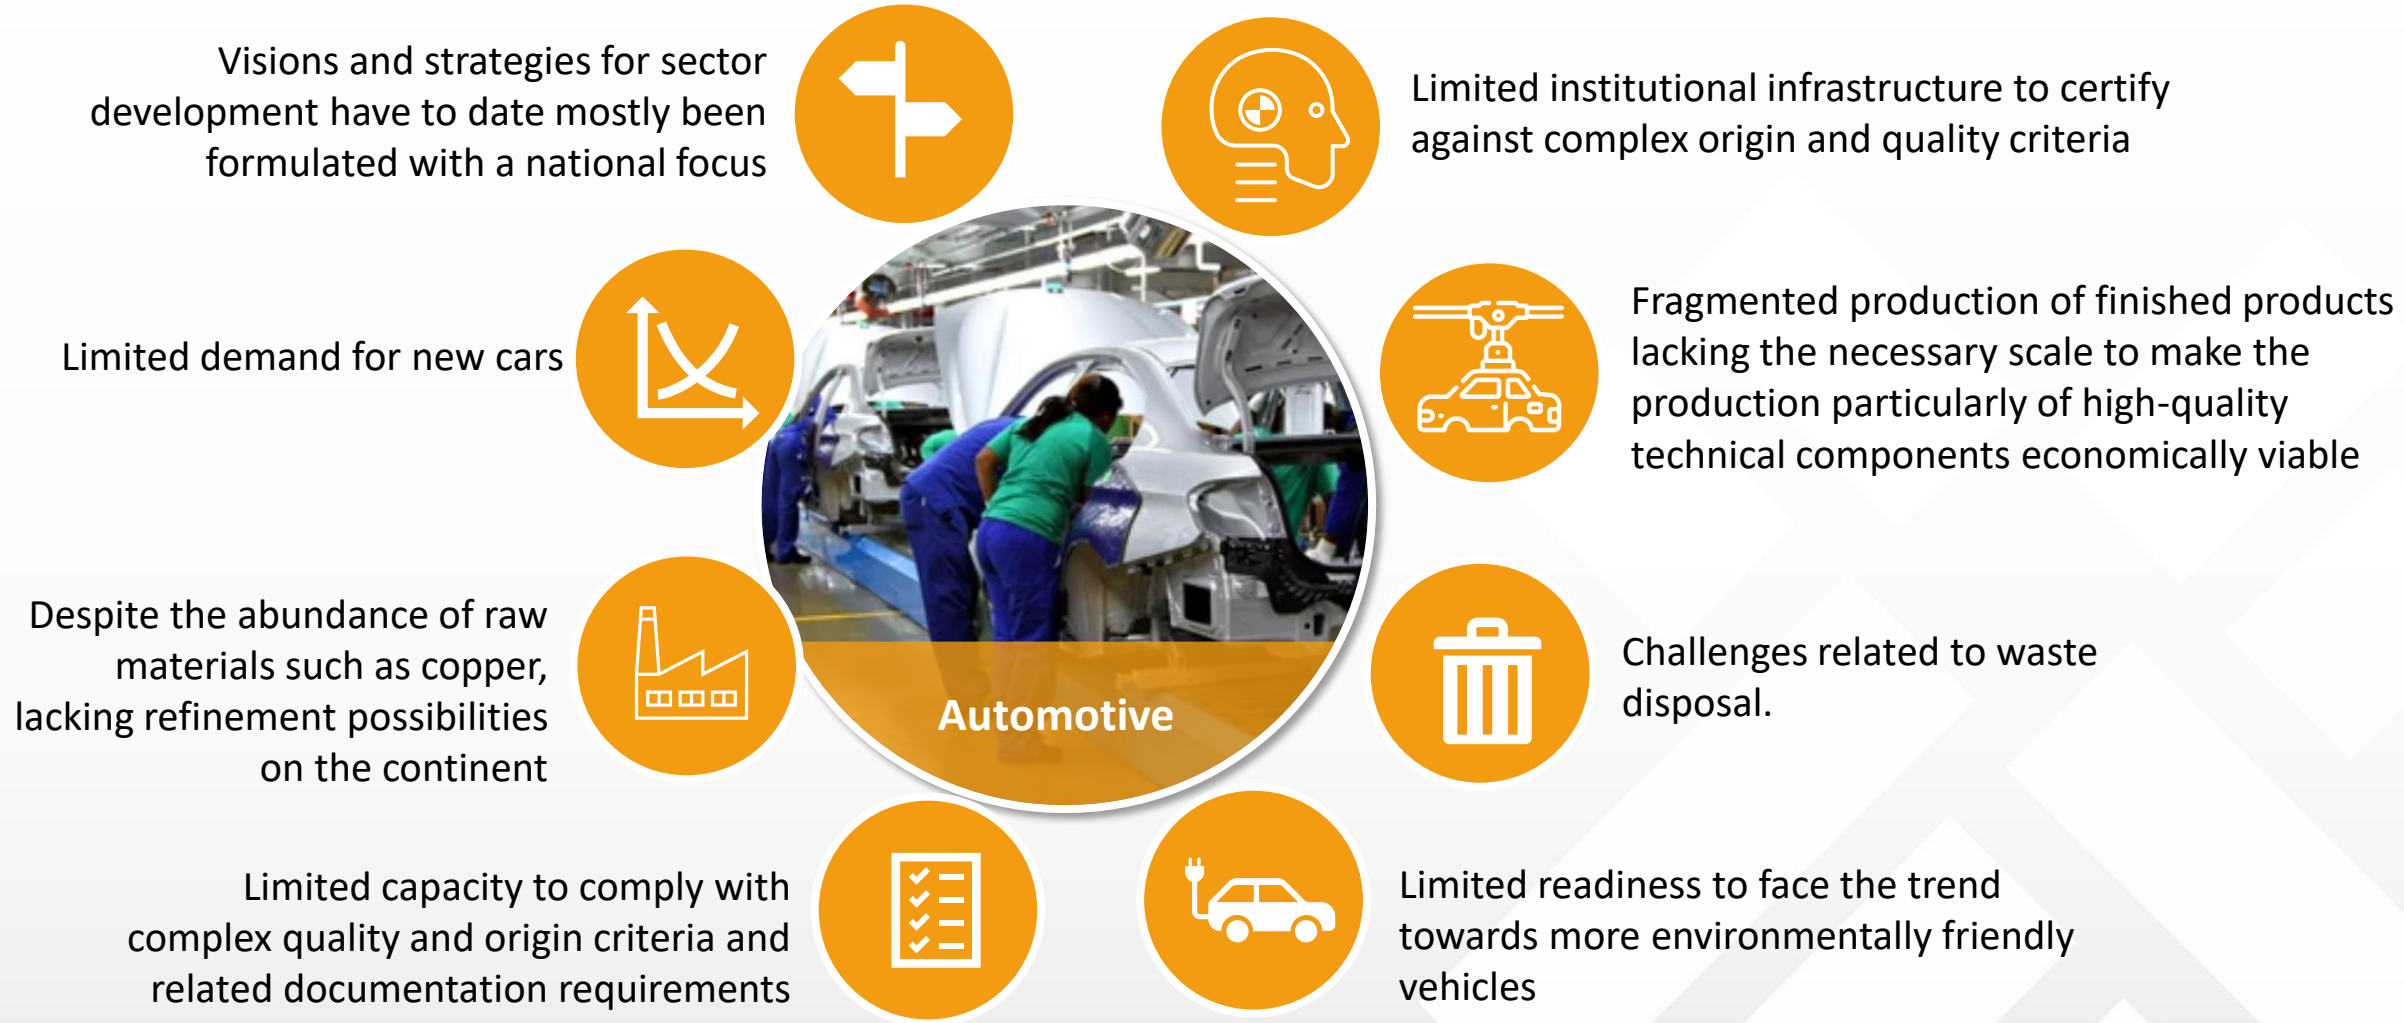 Visions and strategies for sector
development have to date mostly been
formulated with a national focus
Limited demand for new cars
Despite the abundance of raw
materials such as copper,
lacking refinement possibilities
on the continent
Limited capacity to comply with
complex quality and origin criteria and
related documentation requirements
Automotive
Limited institutional infrastructure to certify
against complex origin and quality criteria
Fragmented production of finished products
lacking the necessary scale to make the
production particularly of high-quality
technical components economically viable
Challenges related to waste
disposal.
Limited readiness to face the trend
towards more environmentally friendly
vehicles